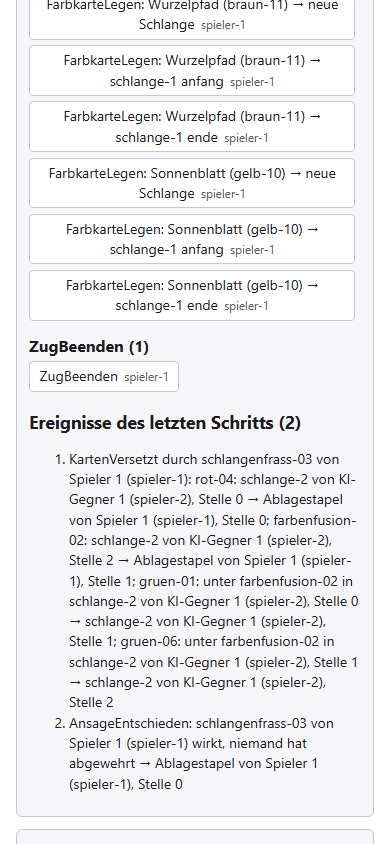 FarbkarteLegen: Wurzelpfad (braun-11) → neue
Schlange spieler-1
FarbkarteLegen: Wurzelpfad (braun-11) →
schlange-1 anfang spieler-1
FarbkarteLegen: Wurzelpfad (braun-11) →
schlange-1 ende spieler-1
FarbkarteLegen: Sonnenblatt (gelb-10) → neue
Schlange spieler-1
FarbkarteLegen: Sonnenblatt (gelb-10) →
schlange-1 anfang spieler-1
FarbkarteLegen: Sonnenblatt (gelb-10) →
schlange-1 ende spieler-1
ZugBeenden (1)
ZugBeenden spieler-1
Ereignisse des letzten Schritts (2)
1. KartenVersetzt durch schlangenfrass-03 von
Spieler 1 (spieler-1): rot-04: schlange-2 von KI-
Gegner 1 (spieler-2), Stelle 0 → Ablagestapel
von Spieler 1 (spieler-1), Stelle 0; farbenfusion-
02: schlange-2 von KI-Gegner 1 (spieler-2),
Stelle 2 → Ablagestapel von Spieler 1 (spieler-
1), Stelle 1; gruen-01: unter farbenfusion-02 in
schlange-2 von KI-Gegner 1 (spieler-2), Stelle 0
→ schlange-2 von KI-Gegner 1 (spieler-2),
Stelle 1; gruen-06: unter farbenfusion-02 in
schlange-2 von KI-Gegner 1 (spieler-2), Stelle 1
→ schlange-2 von KI-Gegner 1 (spieler-2),
Stelle 2
2. AnsageEntschieden: schlangenfrass-03 von
Spieler 1 (spieler-1) wirkt, niemand hat
abgewehrt → Ablagestapel von Spieler 1
(spieler-1), Stelle 0